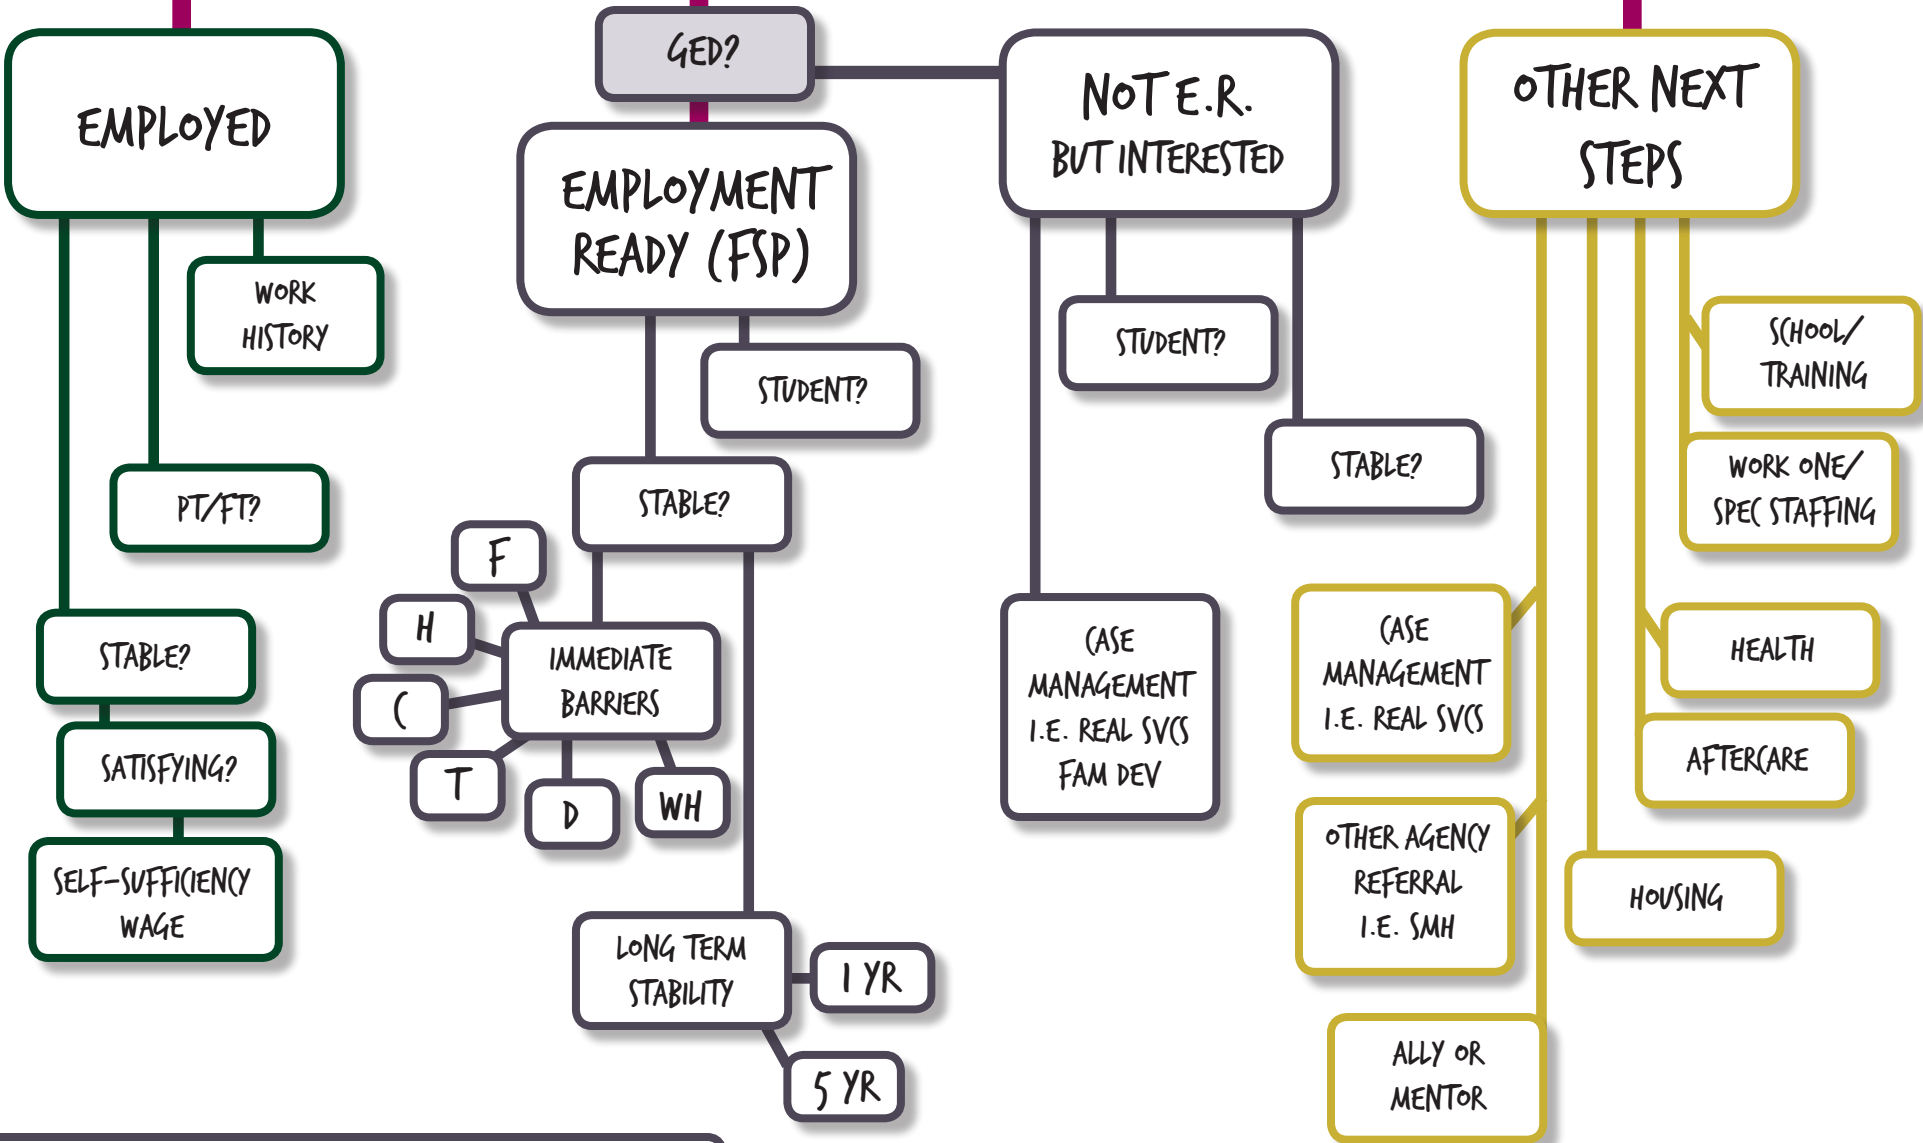 EMPLOYED
WORK
HISTORY
PT/FT?
STABLE?
SATISFYING?
SELF-SUFFICIENCY
WAGE
GED?
EMPLOYMENT
READY (FSP)
STUDENT?
STABLE?
F
H
C
T
D
WH
IMMEDIATE
BARRIERS
LONG TERM
STABILITY
1 YR
5 YR
NOT E.R.
BUT INTERESTED
STUDENT?
STABLE?
CASE
MANAGEMENT
I.E. REAL SVCS
FAM DEV
OTHER NEXT
STEPS
SCHOOL/
TRAINING
WORK ONE/
SPEC STAFFING
CASE
MANAGEMENT
I.E. REAL SVCS
HEALTH
AFTERCARE
OTHER AGENCY
REFERRAL
I.E. SMH
HOUSING
ALLY OR
MENTOR